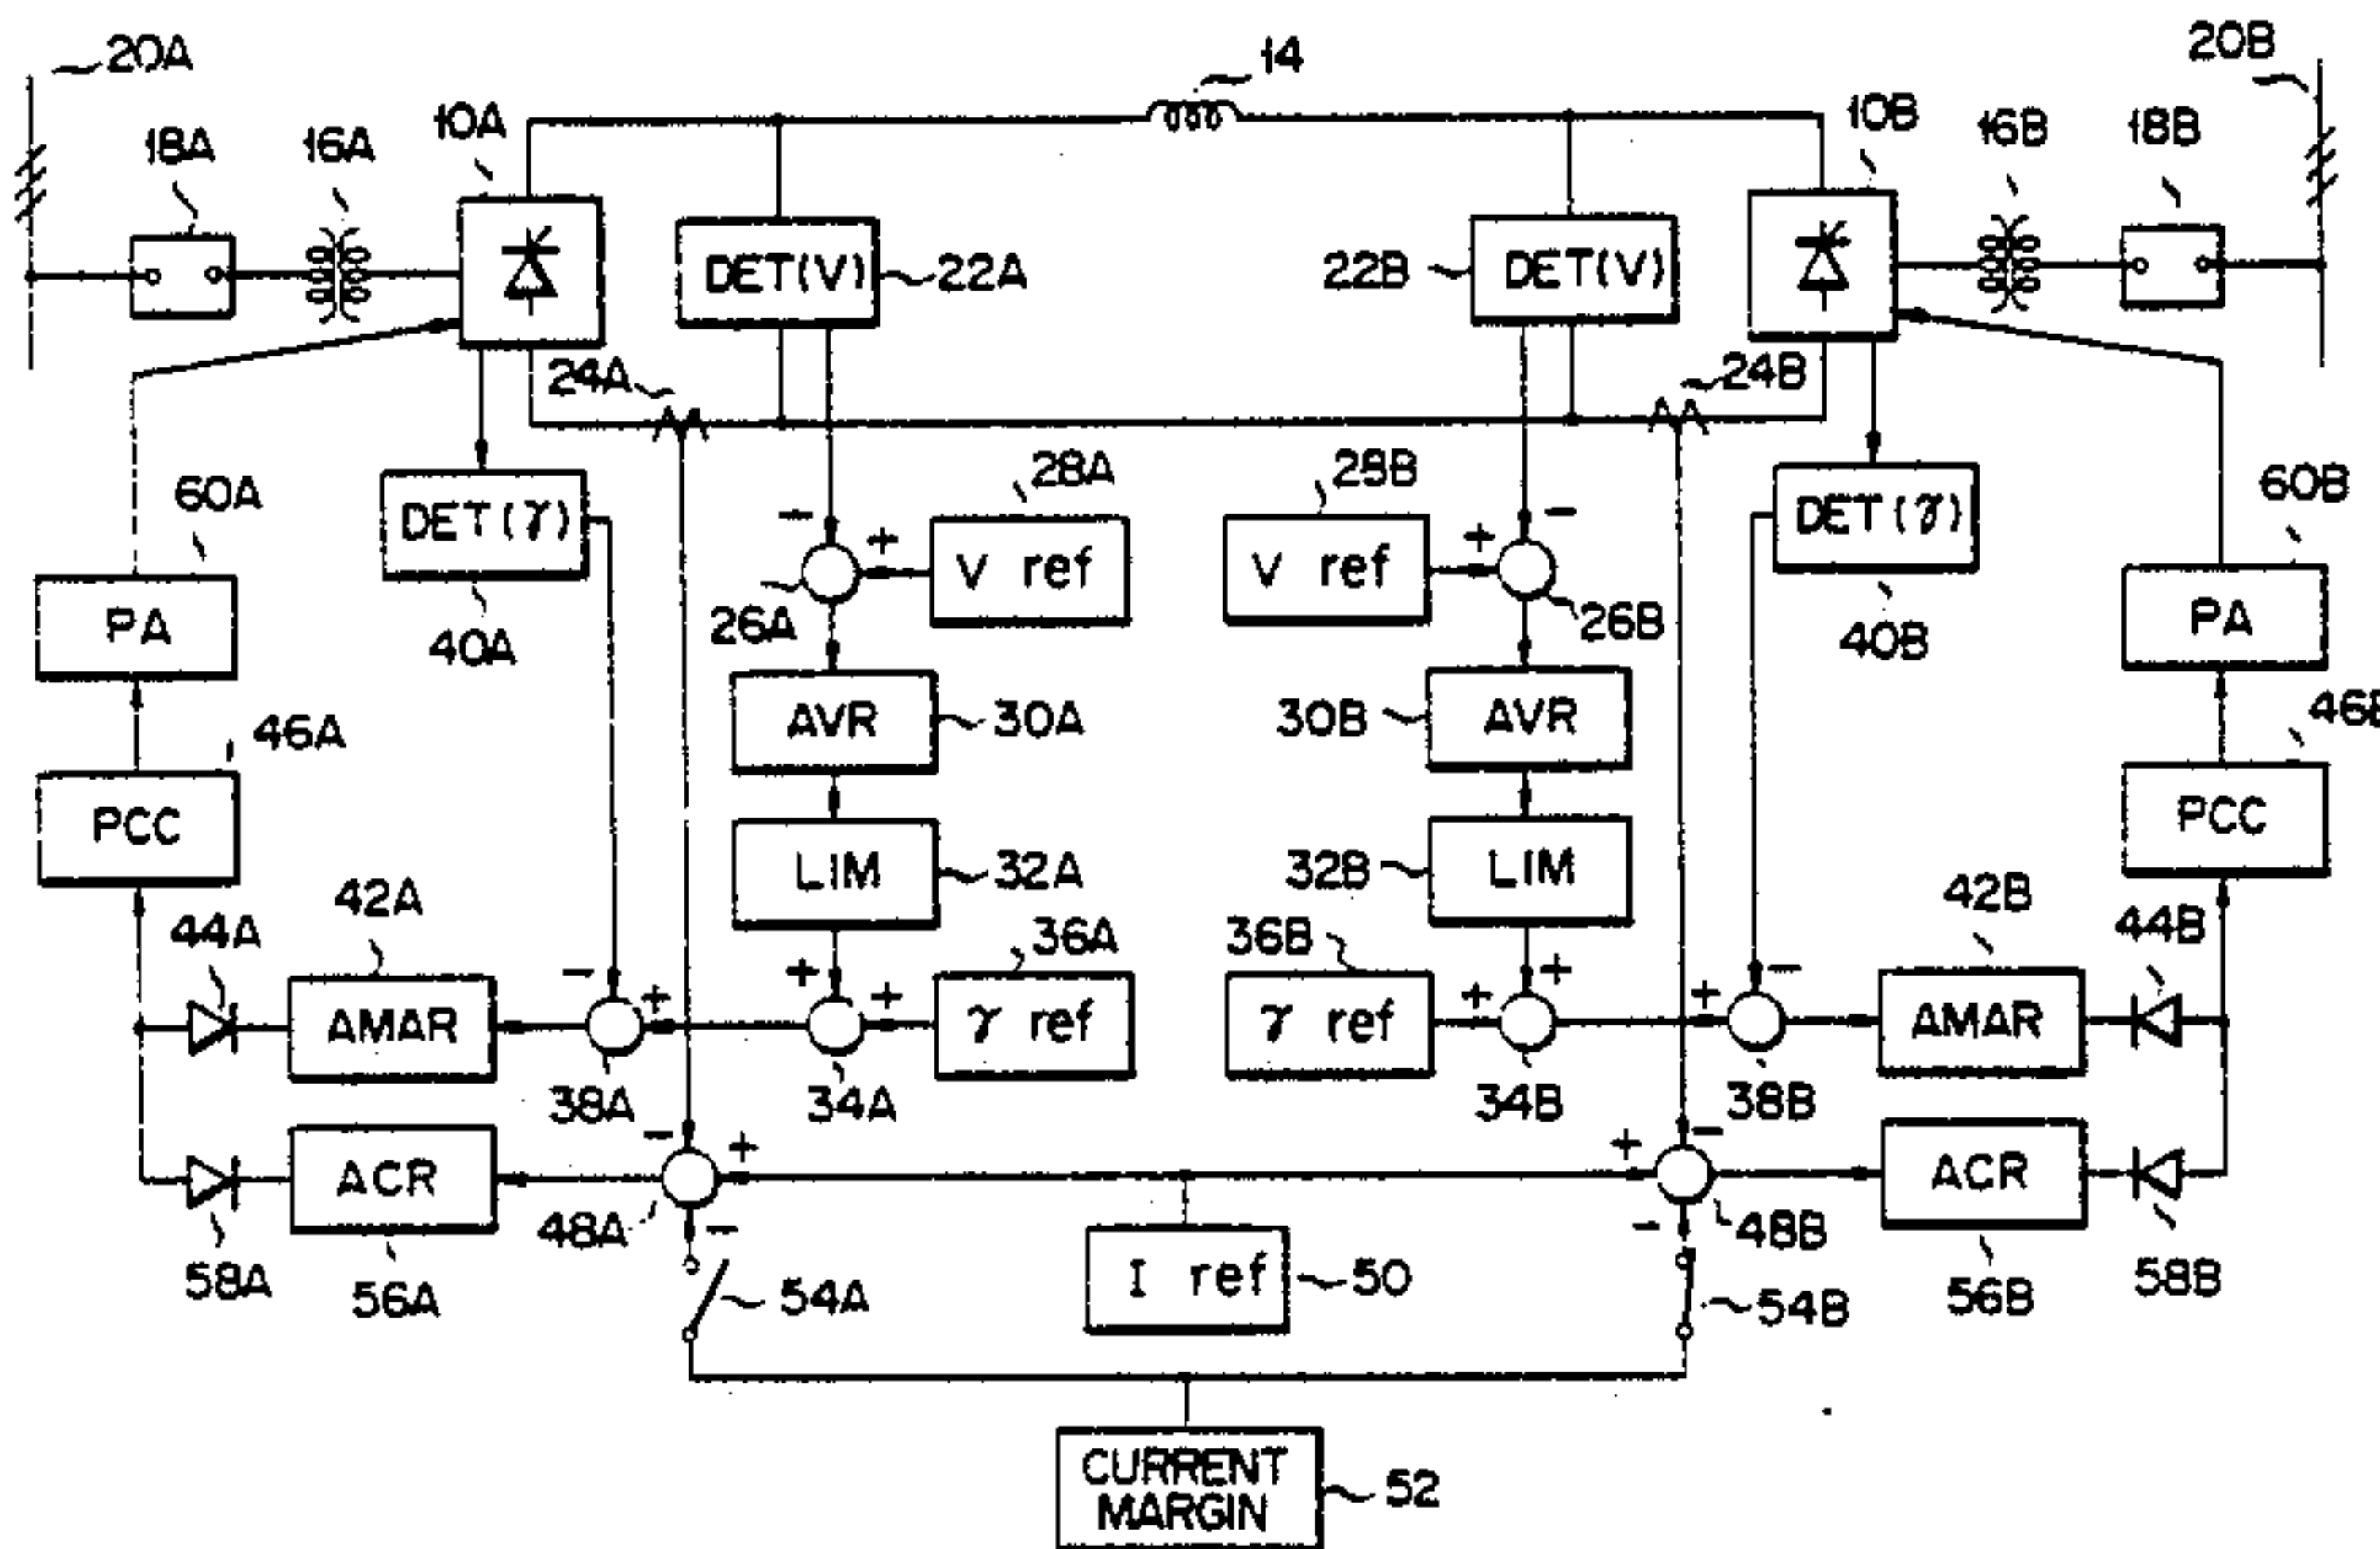 20A
14
20B
10A
10B
18A
16A
16B
18B
DET(V)
22A
22B
DET(V)
24A
24B
28A
28B
60A
DET(γ)
- +
V ref
V ref
+ -
DET(γ)
60B
PA
26A
26B
PA
40A
40B
46A
AVR
30A
30B
AVR
46B
PCC
PCC
LIM
32A
32B
LIM
42A
42B
44A
36A
36B
44B
- +
+ +
γ ref
γ ref
+ +
+ -
AMAR
AMAR
38A
34A
34B
38B
- +
+ -
ACR
ACR
48A
-
-
48B
I ref
50
58A
56A
54A
54B
56B
58B
CURRENT
MARGIN
52